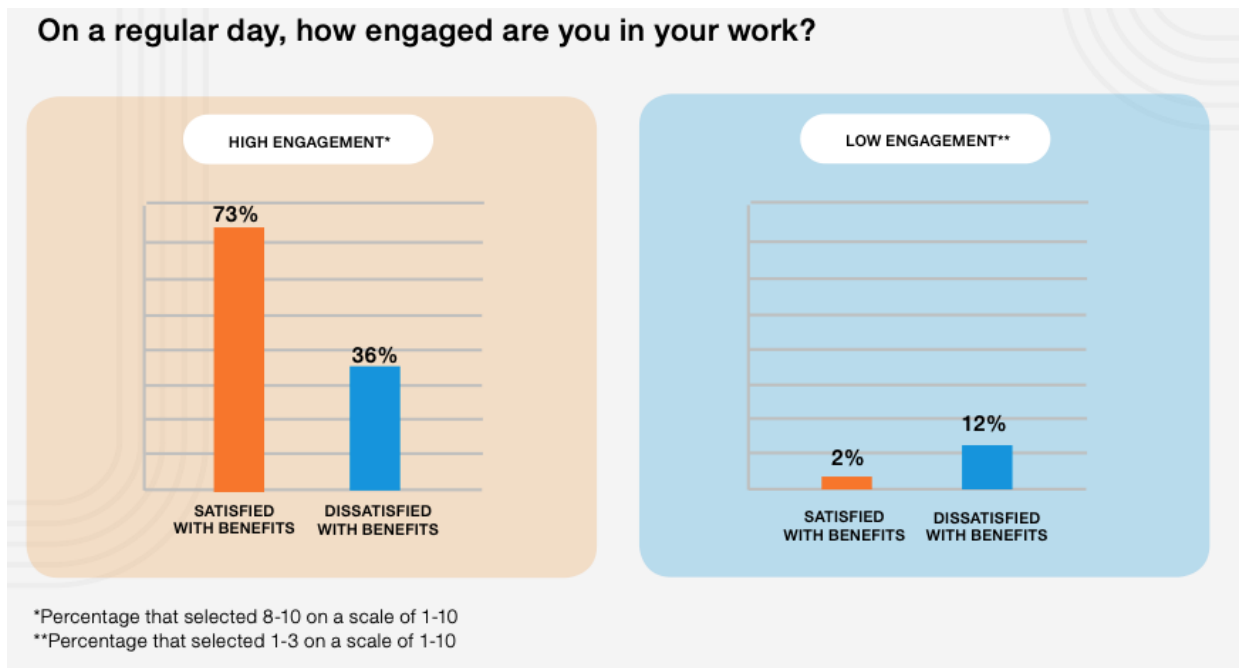 On a regular day, how engaged are you in your work?
HIGH ENGAGEMENT*
73%
36%
SATISFIED
WITH BENEFITS
DISSATISFIED
WITH BENEFITS
LOW ENGAGEMENT**
2%
12%
SATISFIED
WITH BENEFITS
DISSATISFIED
WITH BENEFITS
*Percentage that selected 8-10 on a scale of 1-10
**Percentage that selected 1-3 on a scale of 1-10